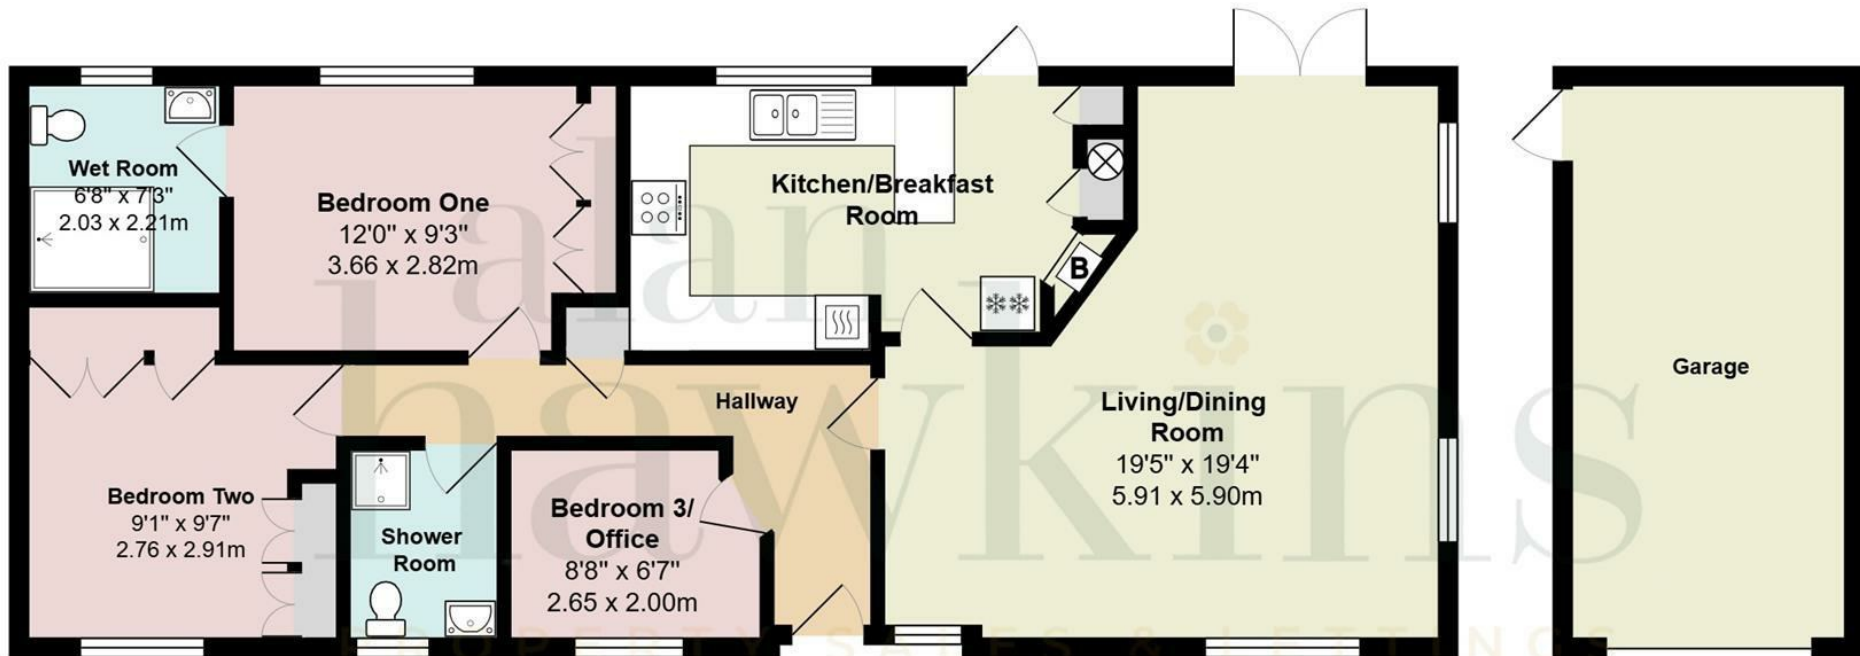 Wet Room
6'8" x 7'3"
2.03 x 2.21m
Bedroom One
12'0" x 9'3"
3.66 x 2.82m
Kitchen/Breakfast
Room
B
Living/Dining
Room
19'5" x 19'4"
5.91 x 5.90m
Garage
Hallway
Bedroom Two
9'1" x 9'7"
2.76 x 2.91m
Shower
Room
Bedroom 3/
Office
8'8" x 6'7"
2.65 x 2.00m
alan
hawkins
PROPERTY SALES & LETTINGS